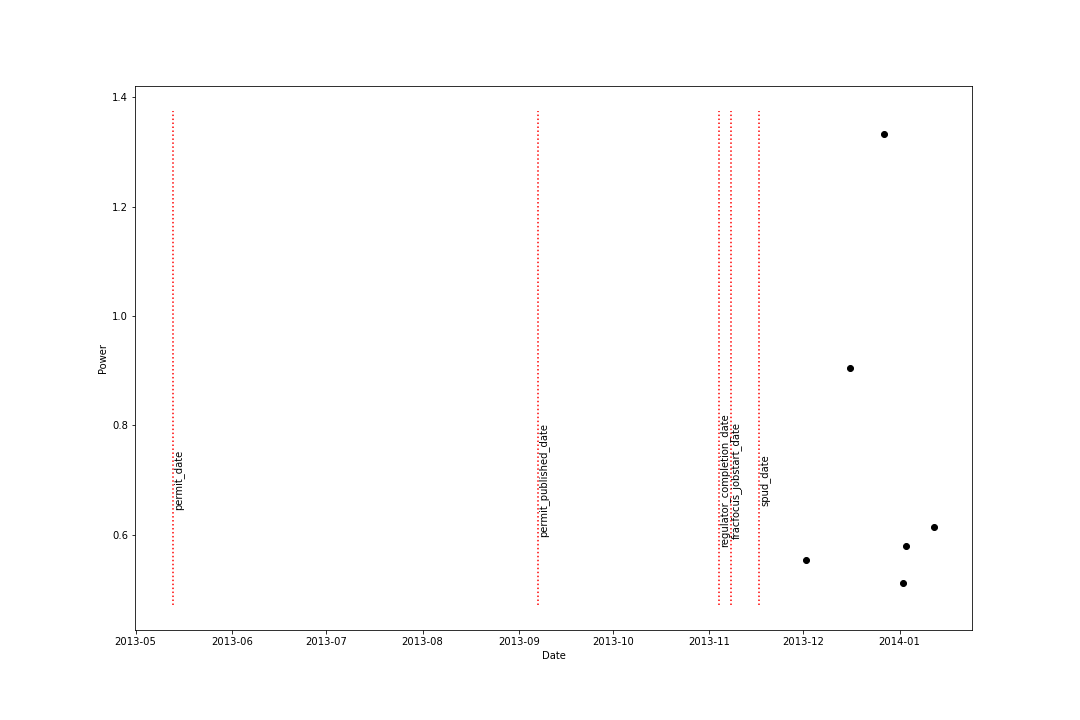 1.4
1.2
1.0
0.8
0.6
Power
permit_date
permit_published_date
regulator_completion_date
fracfocus_jobstart_date
spud_date
2013-05
2013-06
2013-07
2013-08
2013-09
2013-10
2013-11
2013-12
2014-01
Date